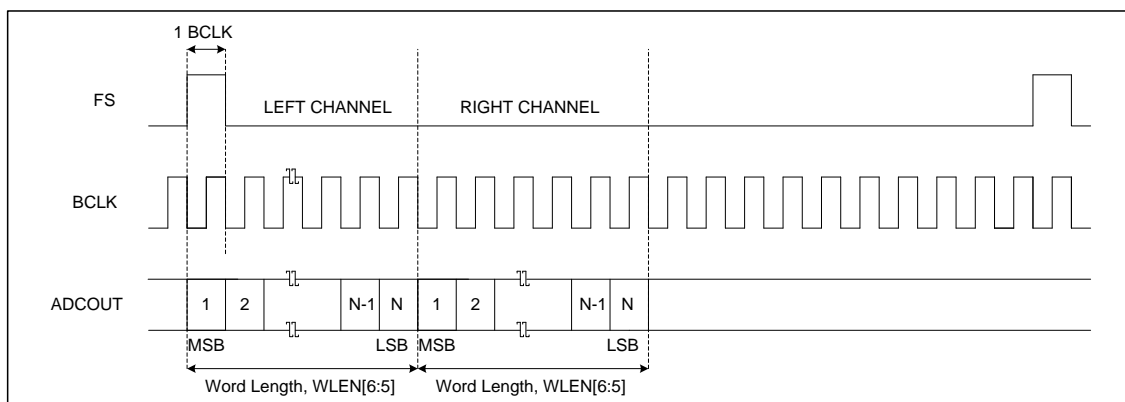 1 BCLK
FS
LEFT CHANNEL RIGHT CHANNEL
BCLK
ADCOUT
1 2 N-1 N 1 2 N-1 N
MSB LSB MSB LSB
Word Length, WLEN[6:5] Word Length, WLEN[6:5]